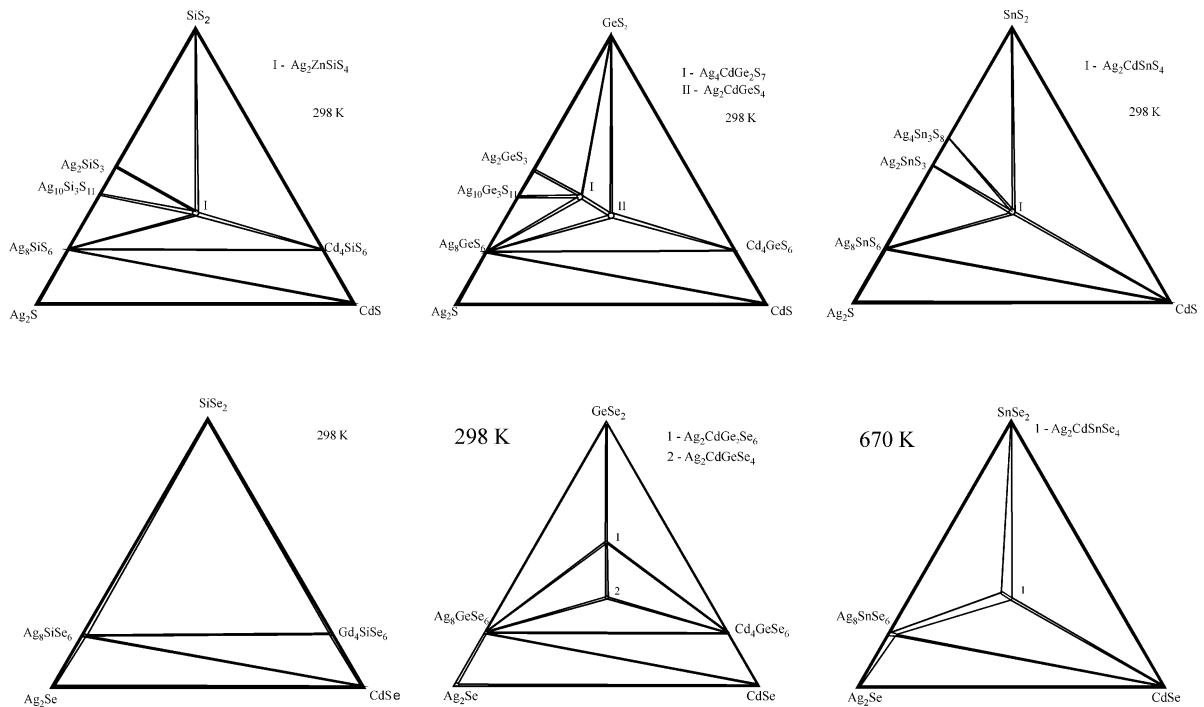 SiS₂
I - Ag₂ZnSiS₄
298 K
Ag₂SiS₃
Ag₁₀Si₃S₁₁
I
Ag₈SiS₆
Cd₄SiS₆
Ag₂S
CdS
GeS₂
I - Ag₄CdGe₂S₇
II - Ag₂CdGeS₄
298 K
Ag₂GeS₃
Ag₁₀Ge₃S₁₁
I
II
Ag₈GeS₆
Cd₄GeS₆
Ag₂S
CdS
SnS₂
I - Ag₂CdSnS₄
298 K
Ag₄Sn₃S₈
Ag₂SnS₃
I
Ag₈SnS₆
Ag₂S
CdS
SiSe₂
298 K
Ag₈SiSe₆
Gd₄SiSe₆
Ag₂Se
CdSe
298 K
GeSe₂
1 - Ag₂CdGe₂Se₆
2 - Ag₂CdGeSe₄
1
2
Ag₈GeSe₆
Cd₄GeSe₆
Ag₂Se
CdSe
670 K
SnSe₂
1 - Ag₂CdSnSe₄
1
Ag₈SnSe₆
Ag₂Se
CdSe